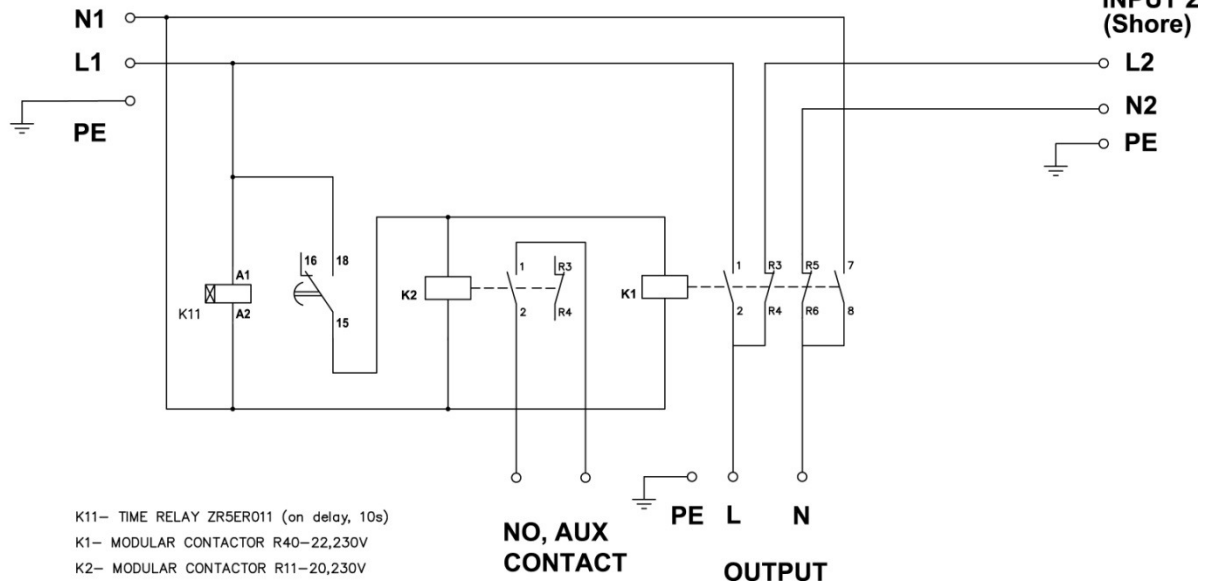 INPUT 2
(Shore)
N1
L1
L2
N2
PE
PE
16
18
A1
A2
K11
15
K2
1
R3
2
R4
K1
1
R3
R5
7
2
R4
R6
8
K11– TIME RELAY ZR5ER011 (on delay, 10s)
K1– MODULAR CONTACTOR R40–22,230V
K2– MODULAR CONTACTOR R11–20,230V
NO, AUX
CONTACT
PE L N
OUTPUT